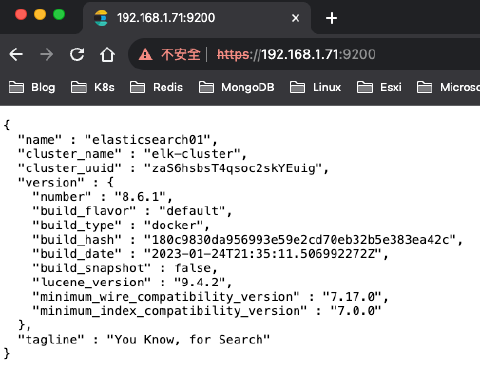 192.168.1.71:9200
不安全 | https://192.168.1.71:9200
Blog K8s Redis MongoDB Linux Esxi Microso
{
"name" : "elasticsearch01",
"cluster_name" : "elk-cluster",
"cluster_uuid" : "zaS6hsbsT4qsoc2skYEuig",
"version" : {
"number" : "8.6.1",
"build_flavor" : "default",
"build_type" : "docker",
"build_hash" : "180c9830da956993e59e2cd70eb32b5e383ea42c",
"build_date" : "2023-01-24T21:35:11.506992272Z",
"build_snapshot" : false,
"lucene_version" : "9.4.2",
"minimum_wire_compatibility_version" : "7.17.0",
"minimum_index_compatibility_version" : "7.0.0"
},
"tagline" : "You Know, for Search"
}